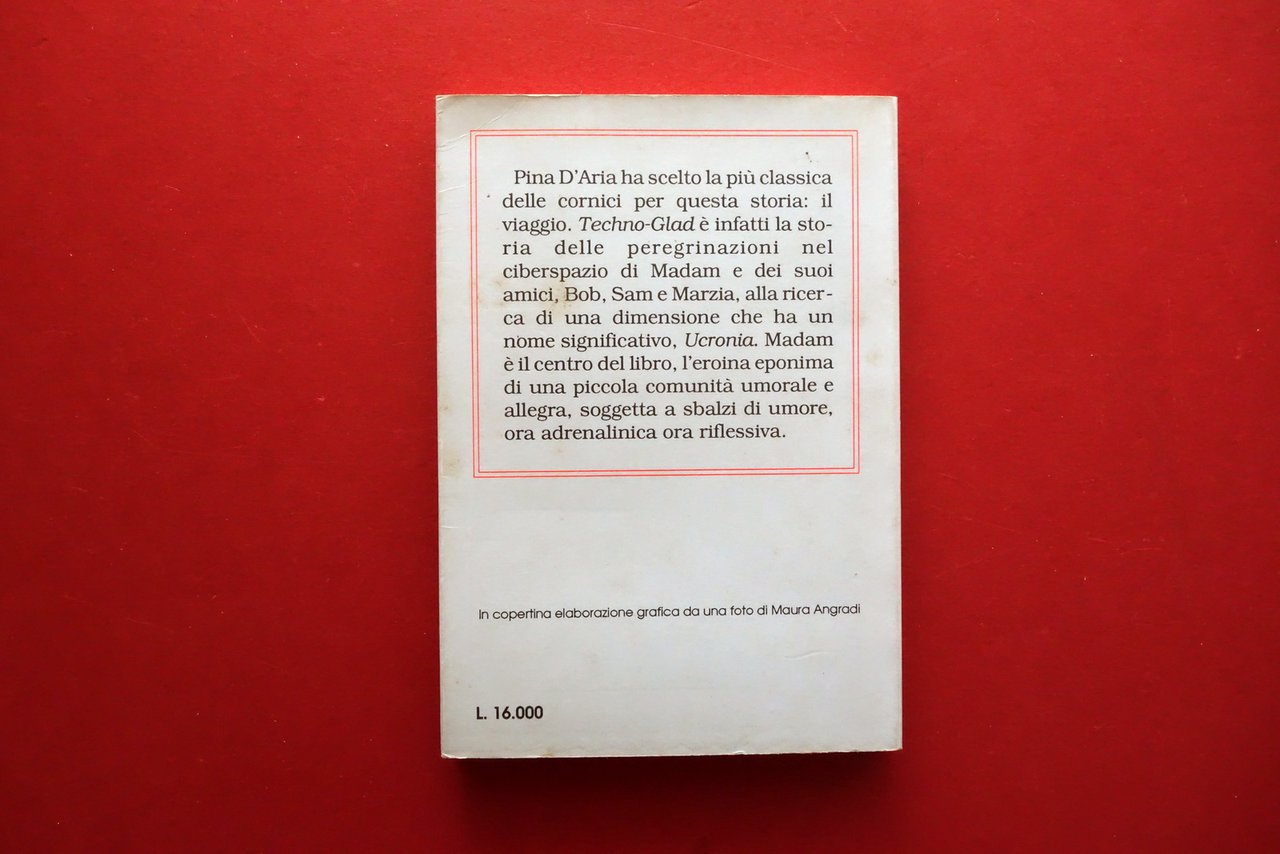 Pina D'Aria ha scelto la più classica
delle cornici per questa storia: il
viaggio. Techno-Glad è infatti la sto-
ria delle peregrinazioni nel
ciberspazio di Madam e dei suoi
amici, Bob, Sam e Marzia, alla ricer-
ca di una dimensione che ha un
nome significativo, Ucronia. Madam
è il centro del libro, l'eroina eponima
di una piccola comunità umorale e
allegra, soggetta a sbalzi di umore,
ora adrenalinica ora riflessiva.
In copertina elaborazione grafica da una foto di Maura Angradi
L. 16.000